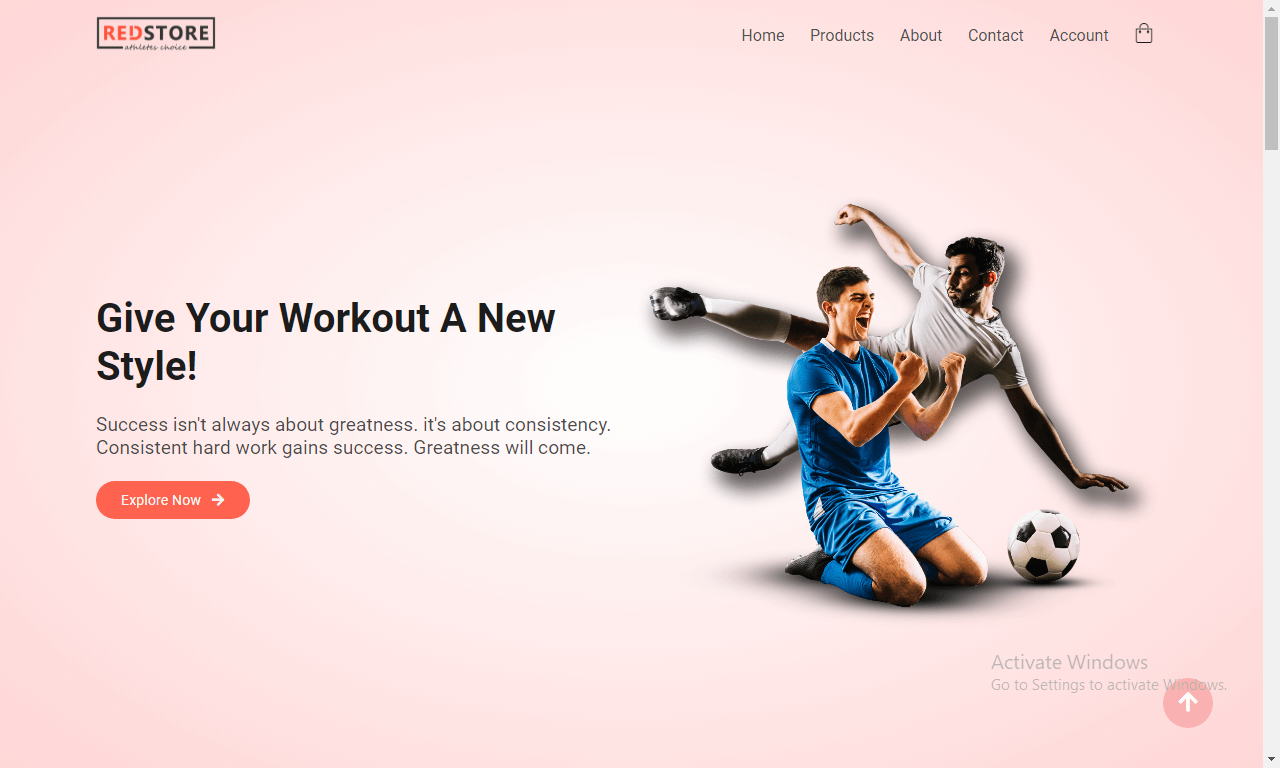 REDSTORE
athletes choice
Home Products About Contact Account
Give Your Workout A New
Style!
Success isn't always about greatness. it's about consistency.
Consistent hard work gains success. Greatness will come.
Explore Now
Activate Windows
Go to Settings to activate Windows.